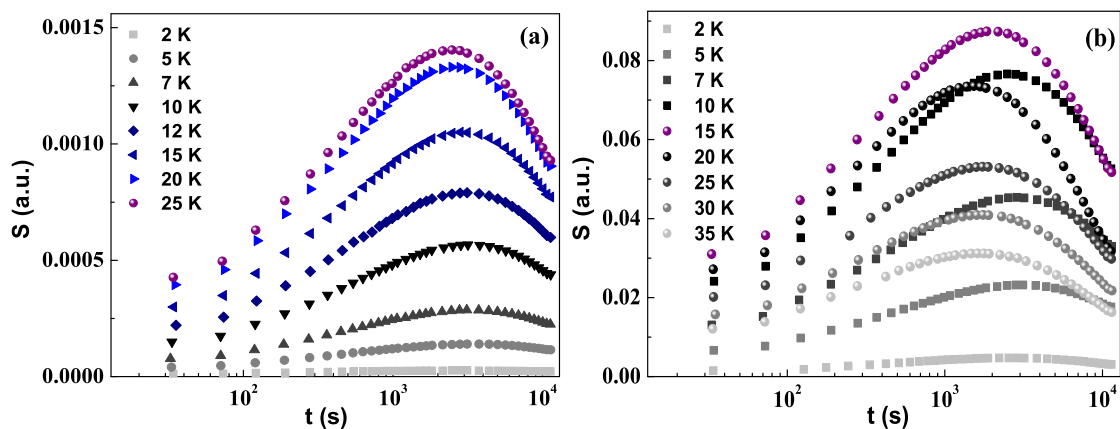 (a)
S (a.u.)
0.0015
0.0010
0.0005
0.0000
2 K
5 K
7 K
10 K
12 K
15 K
20 K
25 K
10²
10³
10⁴
t (s)
(b)
S (a.u.)
0.08
0.06
0.04
0.02
0.00
2 K
5 K
7 K
10 K
15 K
20 K
25 K
30 K
35 K
10²
10³
10⁴
t (s)